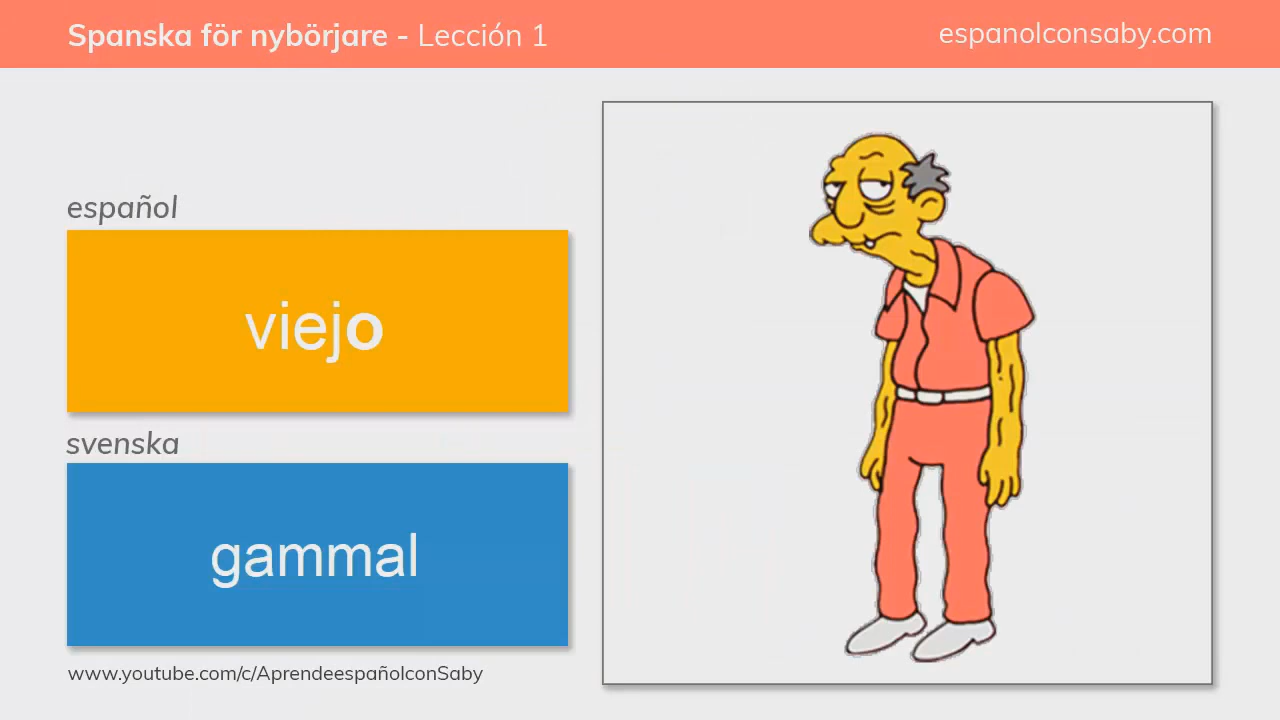 Spanska för nybörjare - Lección 1
espanolconsaby.com
español
viejo
svenska
gammal
www.youtube.com/c/AprendeespañolconSaby